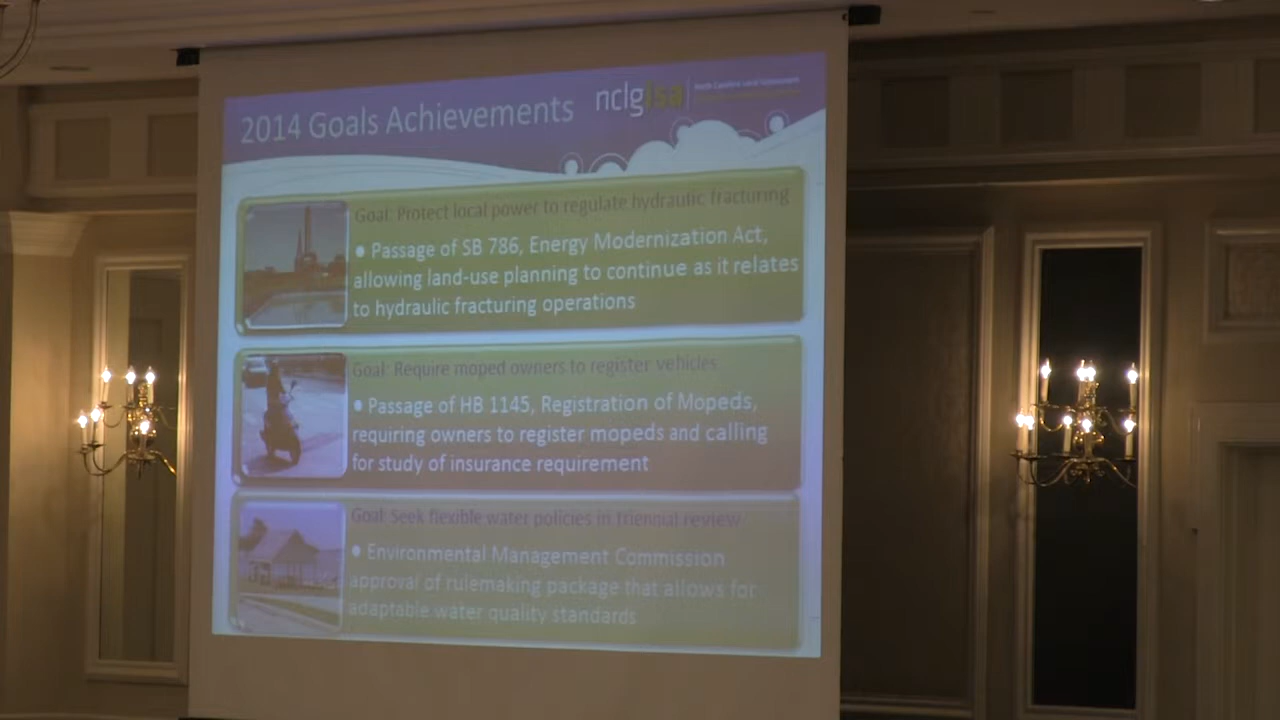 2014 Goals Achievements
nclglsa
Goal: Protect local power to regulate hydraulic fracturing
● Passage of SB 786, Energy Modernization Act,
allowing land-use planning to continue as it relates
to hydraulic fracturing operations
Goal: Require moped owners to register vehicles
● Passage of HB 1145, Registration of Mopeds,
requiring owners to register mopeds and calling
for study of insurance requirement
Goal: Seek flexible water policies in triennial review
● Environmental Management Commission
approval of rulemaking package that allows for
adaptable water quality standards